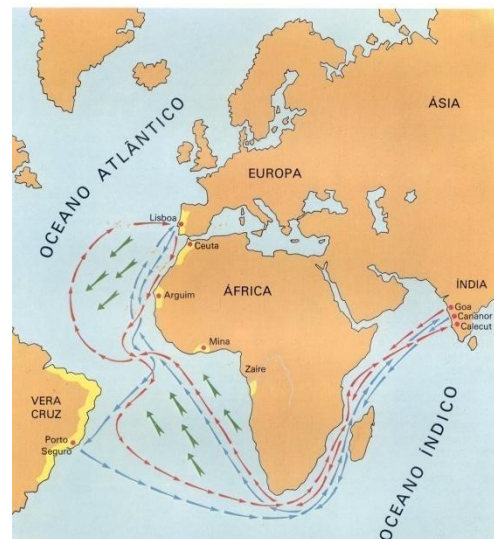 OCEANO ATLÂNTICO
ÁSIA
EUROPA
Lisboa
Ceuta
ÍNDIA
Goa
Cananor
Calecut
ÁFRICA
Arguim
Mina
Zaire
VERA
CRUZ
Porto
Seguro
OCEANO ÍNDICO